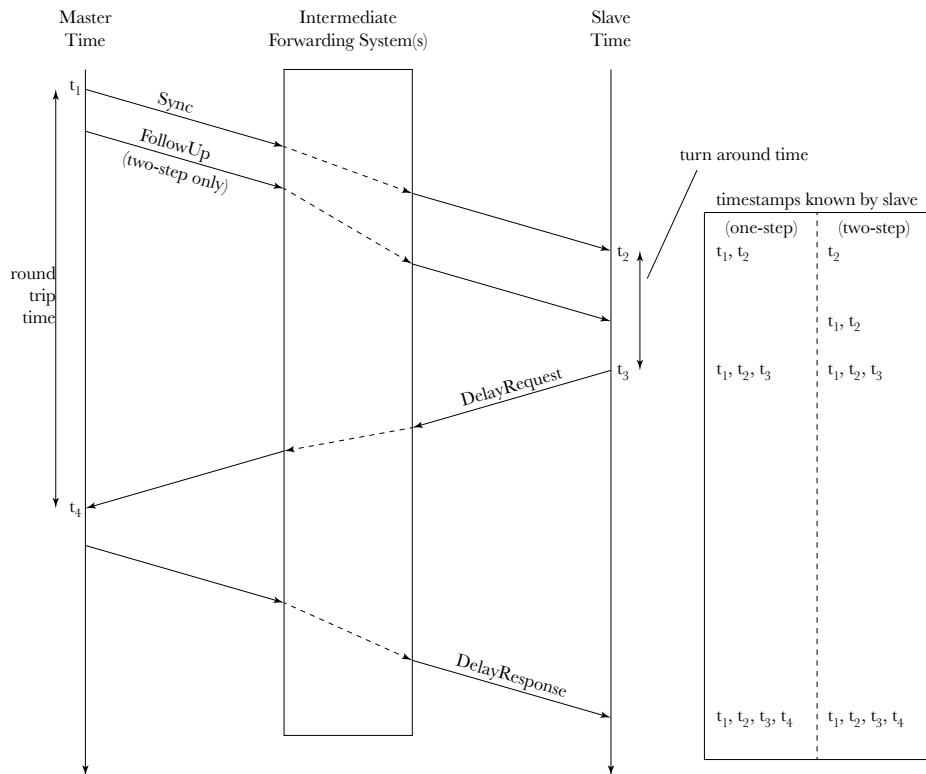 Master
Time
Intermediate
Forwarding System(s)
Slave
Time
t1
Sync
FollowUp
(two-step only)
turn around time
timestamps known by slave
(one-step)
(two-step)
t2
t1, t2
t2
round
trip
time
t1, t2
t3
t1, t2, t3
t1, t2, t3
DelayRequest
t4
DelayResponse
t1, t2, t3, t4
t1, t2, t3, t4